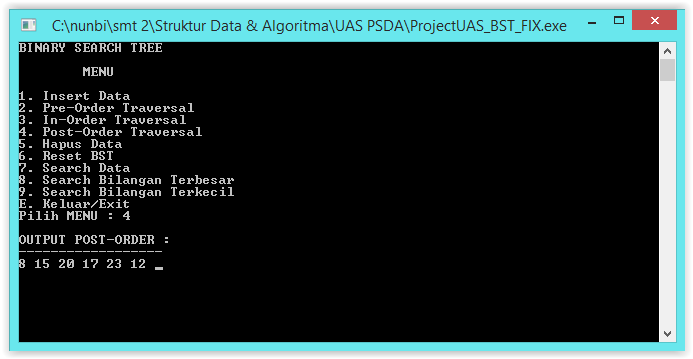 C:\nunbi\smt 2\Struktur Data & Algoritma\UAS PSDA\ProjectUAS_BST_FIX.exe
BINARY SEARCH TREE
MENU
1. Insert Data
2. Pre-Order Traversal
3. In-Order Traversal
4. Post-Order Traversal
5. Hapus Data
6. Reset BST
7. Search Data
8. Search Bilangan Terbesar
9. Search Bilangan Terkecil
E. Keluar/Exit
Pilih MENU : 4
OUTPUT POST-ORDER :
------------------
8 15 20 17 23 12 _